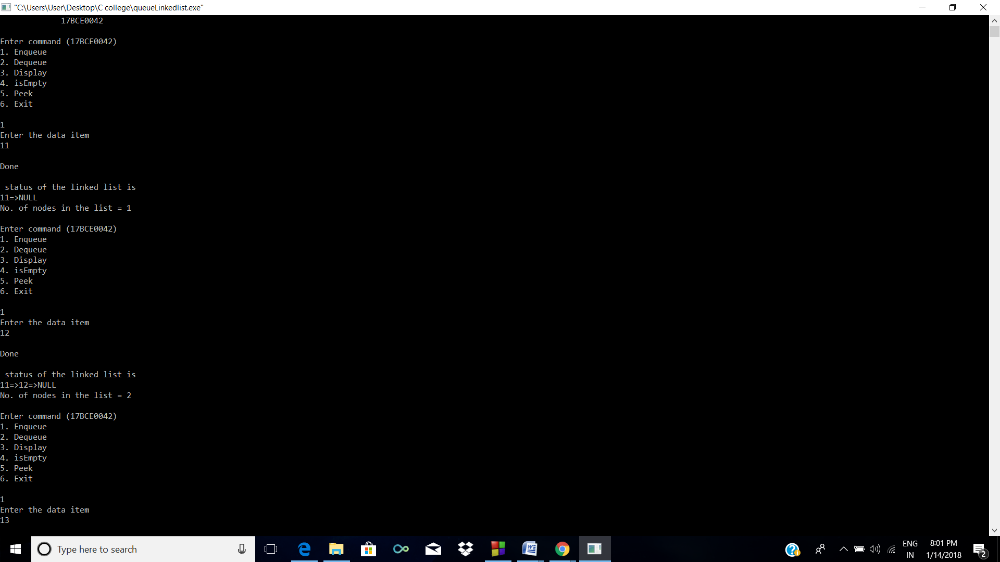 "C:\Users\User\Desktop\C college\queueLinkedlist.exe"
17BCE0042
Enter command (17BCE0042)
1. Enqueue
2. Dequeue
3. Display
4. isEmpty
5. Peek
6. Exit
1
Enter the data item
11
Done
status of the linked list is
11=>NULL
No. of nodes in the list = 1
Enter command (17BCE0042)
1. Enqueue
2. Dequeue
3. Display
4. isEmpty
5. Peek
6. Exit
1
Enter the data item
12
Done
status of the linked list is
11=>12=>NULL
No. of nodes in the list = 2
Enter command (17BCE0042)
1. Enqueue
2. Dequeue
3. Display
4. isEmpty
5. Peek
6. Exit
1
Enter the data item
13
Type here to search
ENG
IN
8:01 PM
1/14/2018
2